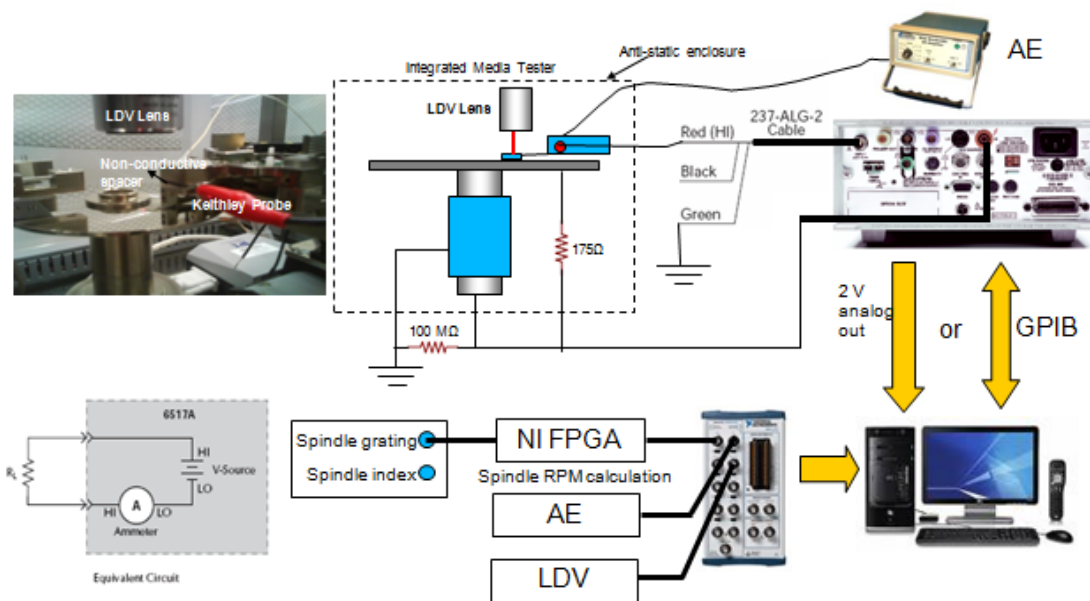 Integrated Media Tester
Anti-static enclosure
AE
LDV Lens
LDV Lens
Non-conductive
spacer
Keithley Probe
Red (HI)
237-ALG-2
Cable
Black
Green
175Ω
100 MΩ
2 V
analog
out
or
GPIB
6517A
HI
V-Source
LO
A
HI
LO
Ammeter
Equivalent Circuit
Spindle grating
Spindle index
NI FPGA
Spindle RPM calculation
AE
LDV